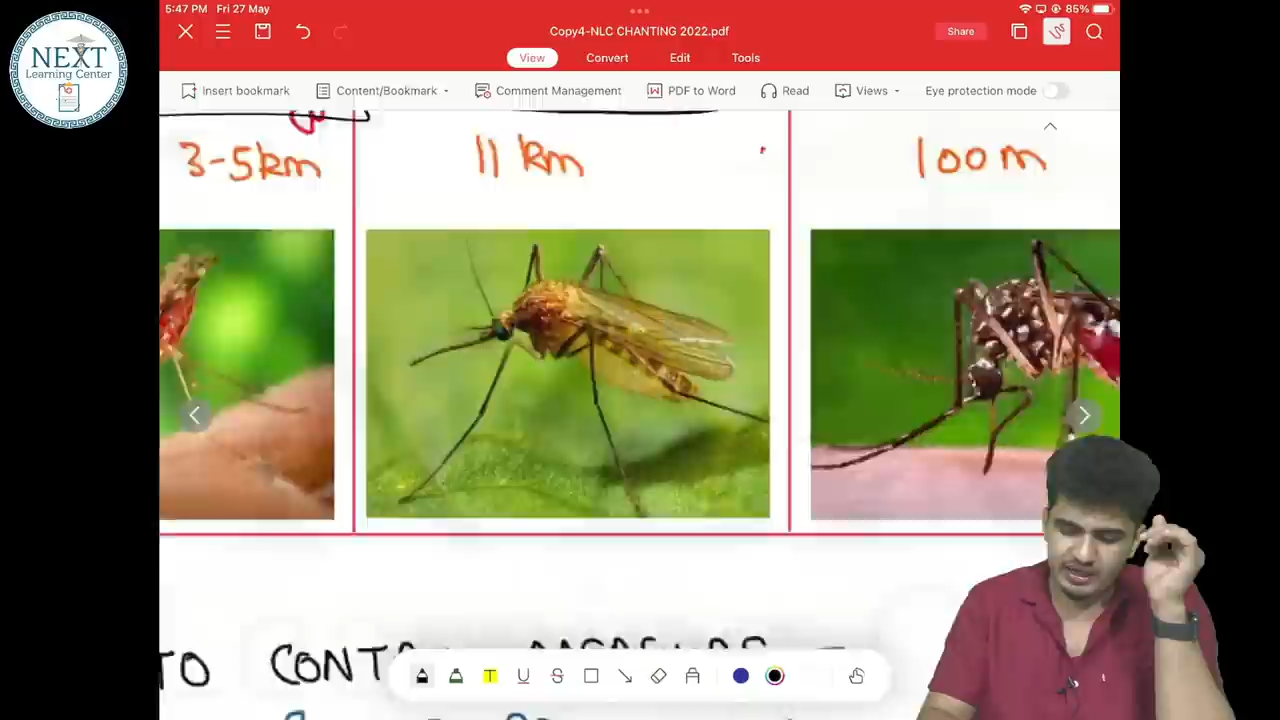 5:47 PM Fri 27 May
85%
NEXT
Learning Center
Copy4-NLC CHANTING 2022.pdf
Share
View Convert Edit Tools
Insert bookmark Content/Bookmark Comment Management PDF to Word Read Views Eye protection mode
3-5km 11 km 100 m
TO
T